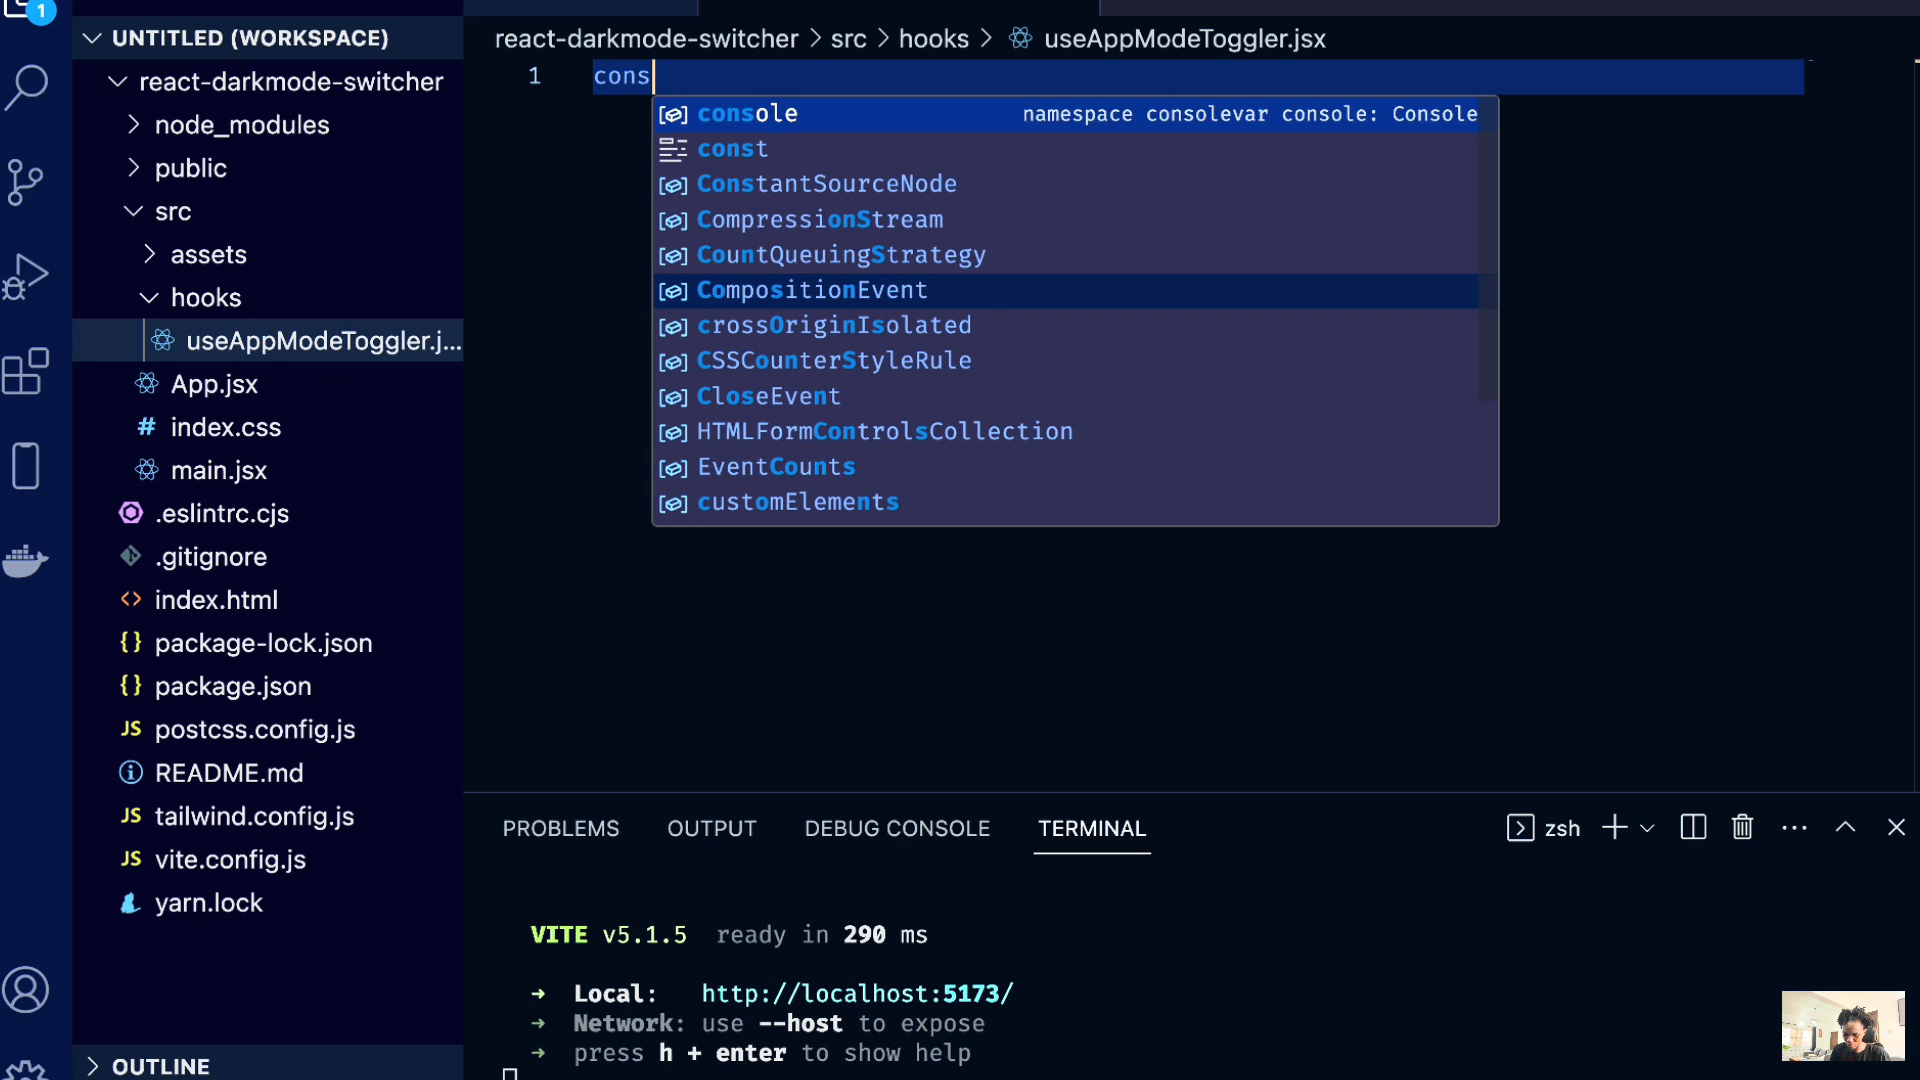 1
UNTITLED (WORKSPACE)
react-darkmode-switcher
node_modules
public
src
assets
hooks
useAppModeToggler.j...
App.jsx
index.css
main.jsx
.eslintrc.cjs
.gitignore
index.html
package-lock.json
package.json
postcss.config.js
README.md
tailwind.config.js
vite.config.js
yarn.lock
OUTLINE
react-darkmode-switcher > src > hooks > useAppModeToggler.jsx
1 cons
console namespace consolevar console: Console
const
ConstantSourceNode
CompressionStream
CountQueuingStrategy
CompositionEvent
crossOriginIsolated
CSSCounterStyleRule
CloseEvent
HTMLFormControlsCollection
EventCounts
customElements
PROBLEMS OUTPUT DEBUG CONSOLE TERMINAL zsh
VITE v5.1.5 ready in 290 ms
➜ Local: http://localhost:5173/
➜ Network: use --host to expose
➜ press h + enter to show help